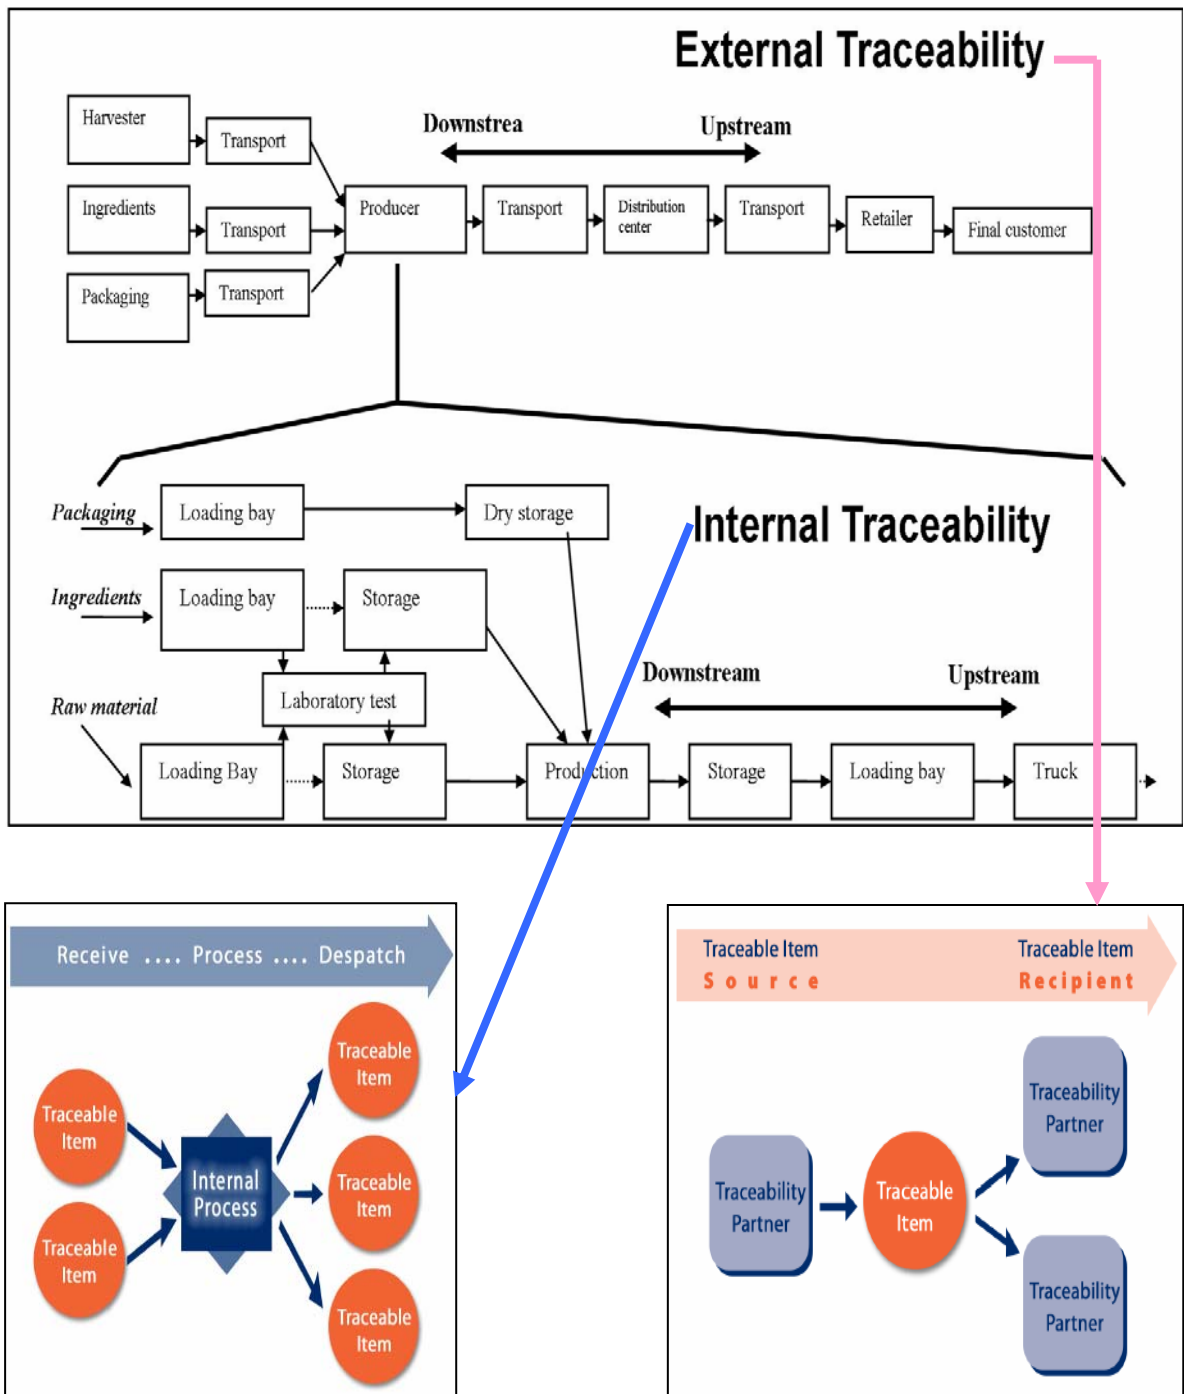 External Traceability
Harvester
Transport
Downstrea
Upstream
Ingredients
Transport
Producer
Transport
Distribution
center
Transport
Retailer
Final customer
Packaging
Transport
Packaging
Loading bay
Dry storage
Internal Traceability
Ingredients
Loading bay
Storage
Laboratory test
Downstream
Upstream
Raw material
Loading Bay
Storage
Production
Storage
Loading bay
Truck
Receive .... Process .... Despatch
Traceable
Item
Traceable
Item
Internal
Process
Traceable
Item
Traceable
Item
Traceable
Item
Traceable Item
Source
Traceable Item
Recipient
Traceability
Partner
Traceable
Item
Traceability
Partner
Traceability
Partner